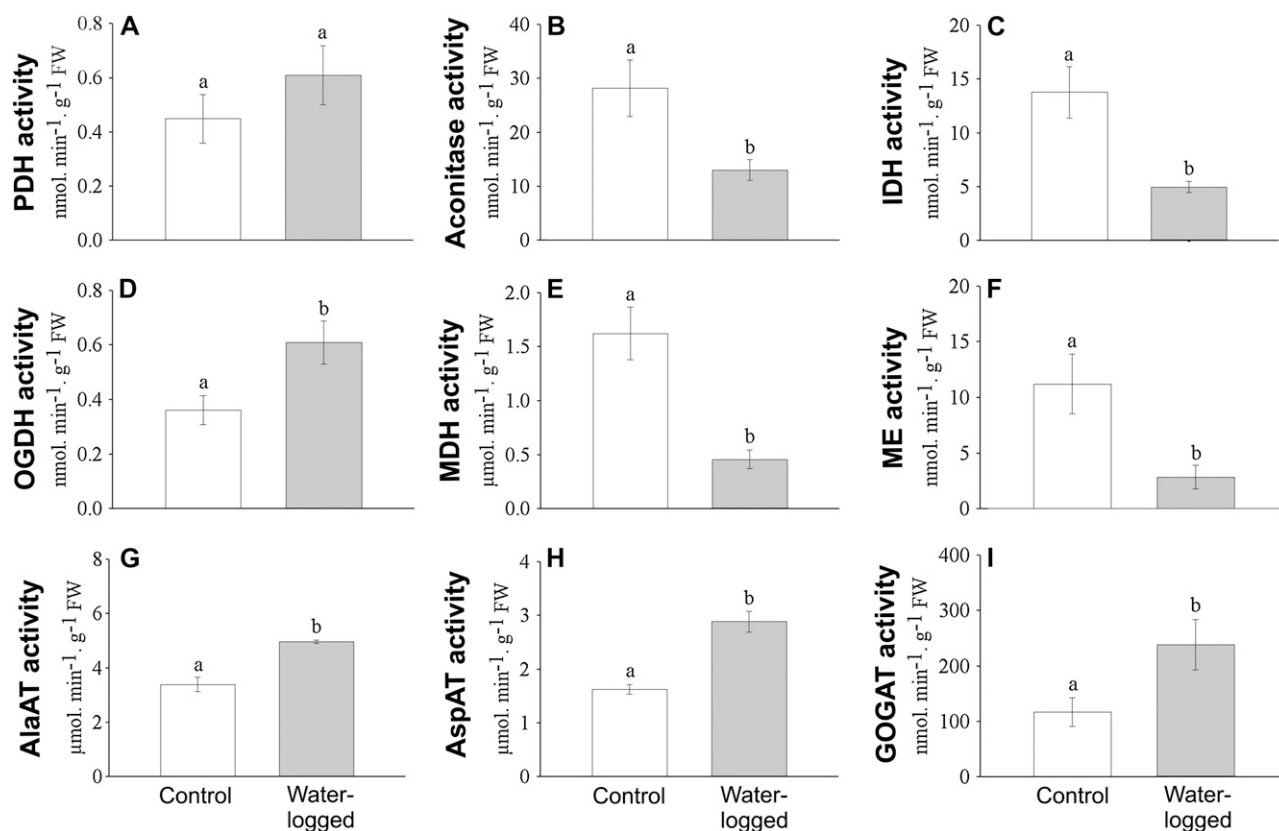 A
PDH activity
nmol. min⁻¹. g⁻¹ FW
0.8
0.6
0.4
0.2
0.0
a
a
B
Aconitase activity
nmol. min⁻¹. g⁻¹ FW
40
30
20
10
0
a
b
C
IDH activity
nmol. min⁻¹. g⁻¹ FW
20
15
10
5
0
a
b
D
OGDH activity
nmol. min⁻¹. g⁻¹ FW
0.8
0.6
0.4
0.2
0.0
a
b
E
MDH activity
µmol. min⁻¹. g⁻¹ FW
2.0
1.5
1.0
0.5
0.0
a
b
F
ME activity
nmol. min⁻¹. g⁻¹ FW
20
15
10
5
0
a
b
G
AlaAT activity
µmol. min⁻¹. g⁻¹ FW
8
6
4
2
0
a
b
Control
Water-
logged
H
AspAT activity
µmol. min⁻¹. g⁻¹ FW
4
3
2
1
0
a
b
Control
Water-
logged
I
GOGAT activity
nmol. min⁻¹. g⁻¹ FW
400
300
200
100
0
a
b
Control
Water-
logged